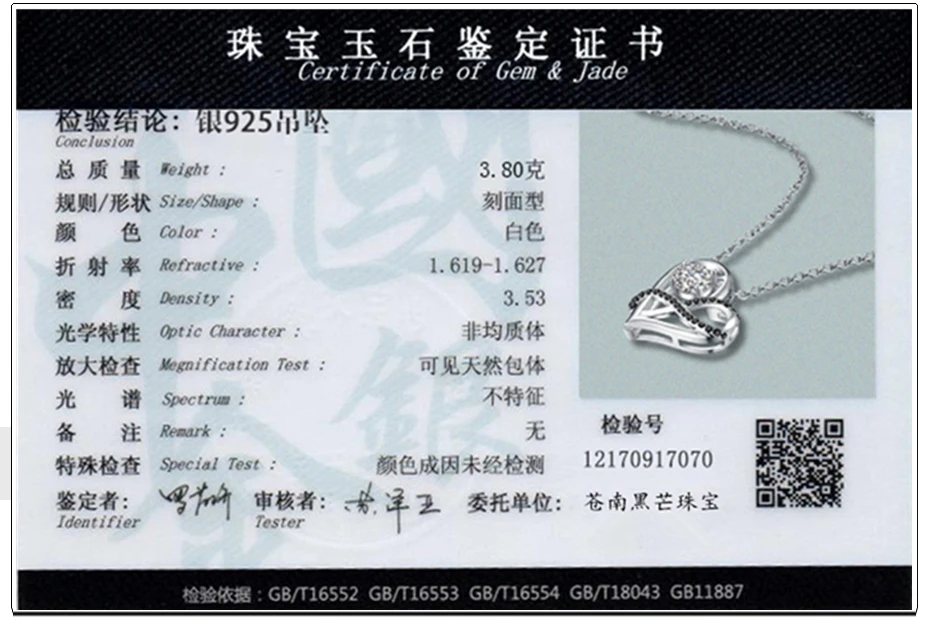 珠宝玉石鉴定证书
Certificate of Gem & Jade
检验结论: 银925吊坠
Conclusion
总质量 Weight : 3.80克
规则/形状 Size/Shape : 刻面型
颜色 Color : 白色
折射率 Refractive : 1.619-1.627
密度 Density : 3.53
光学特性 Optic Character : 非均质体
放大检查 Megnification Test : 可见天然包体
光谱 Spectrum : 不特征
备注 Remark : 无
特殊检查 Special Test : 颜色成因未经检测
检验号
12170917070
鉴定者: 审核者: 委托单位: 苍南黑芒珠宝
Identifier Tester
检验依据：GB/T16552 GB/T16553 GB/T16554 GB/T18043 GB11887